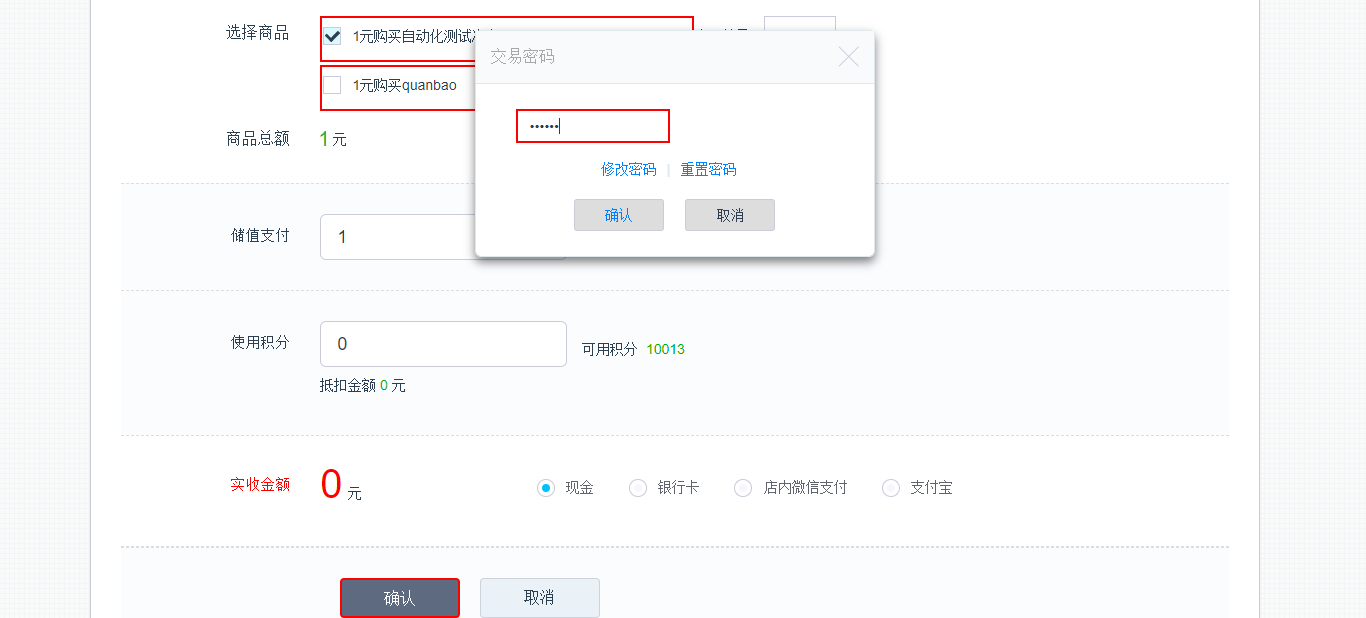 选择商品
1元购买自动化测试
1元购买quanbao
商品总额 1 元
交易密码
••••••
修改密码 | 重置密码
确认 取消
储值支付 1
使用积分 0 可用积分 10013
抵扣金额 0 元
实收金额 0 元 现金 银行卡 店内微信支付 支付宝
确认 取消